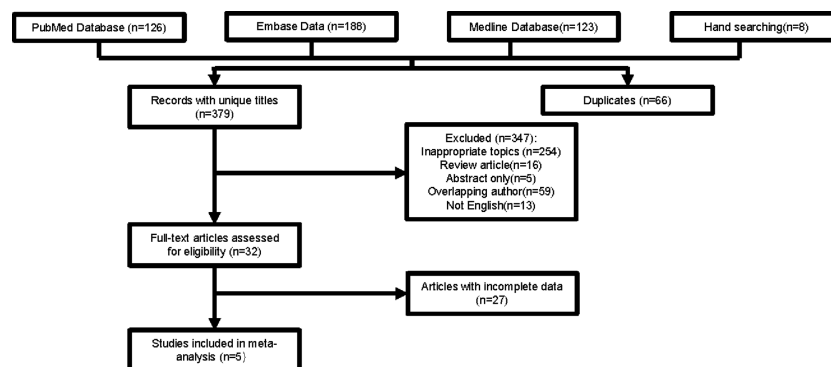 PubMed Database (n=126)
Embase Data (n=188)
Medline Database(n=123)
Hand searching(n=8)
Records with unique titles
(n=379)
Duplicates (n=66)
Excluded (n=347):
Inappropriate topics (n=254)
Review article(n=16)
Abstract only(n=5)
Overlapping author(n=59)
Not English(n=13)
Full-text articles assessed
for eligibility (n=32)
Articles with incomplete data
(n=27)
Studies included in meta-
analysis (n=5)